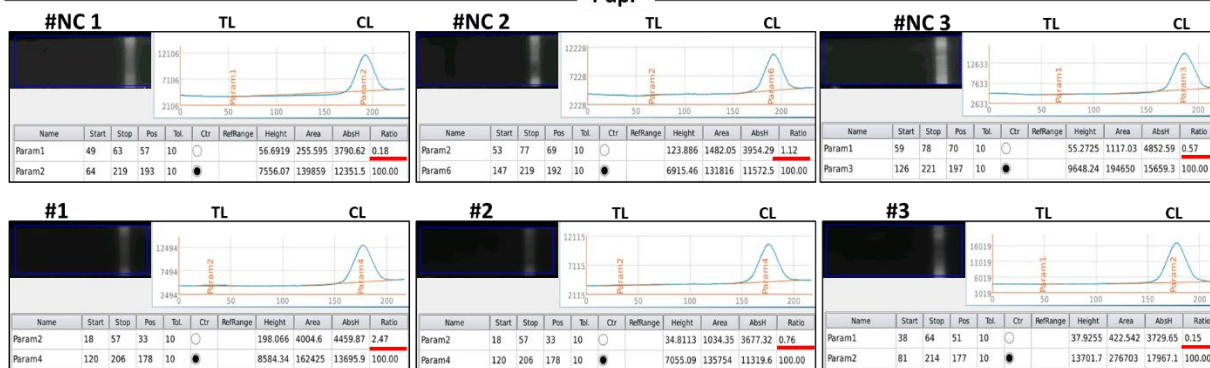 #NC 1 TL CL
12106
7106
2106
0 50 100 150 200
Param1
Param2
Name Start Stop Pos Tol. Ctr RefRange Height Area AbsH Ratio
Param1 49 63 57 10 56.6919 255.595 3790.62 0.18
Param2 64 219 193 10 7556.07 139859 12351.5 100.00
#NC 2 TL CL
12228
7228
2228
0 50 100 150 200
Param2
Param6
Name Start Stop Pos Tol. Ctr RefRange Height Area AbsH Ratio
Param2 53 77 69 10 123.886 1482.05 3954.29 1.12
Param6 147 219 192 10 6915.46 131816 11572.5 100.00
#NC 3 TL CL
12633
7633
2633
0 50 100 150 200
Param1
Param3
Name Start Stop Pos Tol. Ctr RefRange Height Area AbsH Ratio
Param1 59 78 70 10 55.2725 1117.03 4852.59 0.57
Param3 126 221 197 10 9648.24 194650 15659.3 100.00
#1 TL CL
12494
7494
2494
0 50 100 150 200
Param2
Param4
Name Start Stop Pos Tol. Ctr RefRange Height Area AbsH Ratio
Param2 18 57 33 10 198.066 4004.6 4459.87 2.47
Param4 120 206 178 10 8584.34 162425 13695.9 100.00
#2 TL CL
12115
7115
2115
0 50 100 150 200
Param2
Param4
Name Start Stop Pos Tol. Ctr RefRange Height Area AbsH Ratio
Param2 18 57 33 10 34.8113 1034.35 3677.32 0.76
Param4 120 206 178 10 7055.09 135754 11319.6 100.00
#3 TL CL
16019
11019
6019
1019
0 50 100 150 200
Param1
Param2
Name Start Stop Pos Tol. Ctr RefRange Height Area AbsH Ratio
Param1 38 64 51 10 37.9255 422.542 3729.65 0.15
Param2 81 214 177 10 13701.7 276703 17967.1 100.00